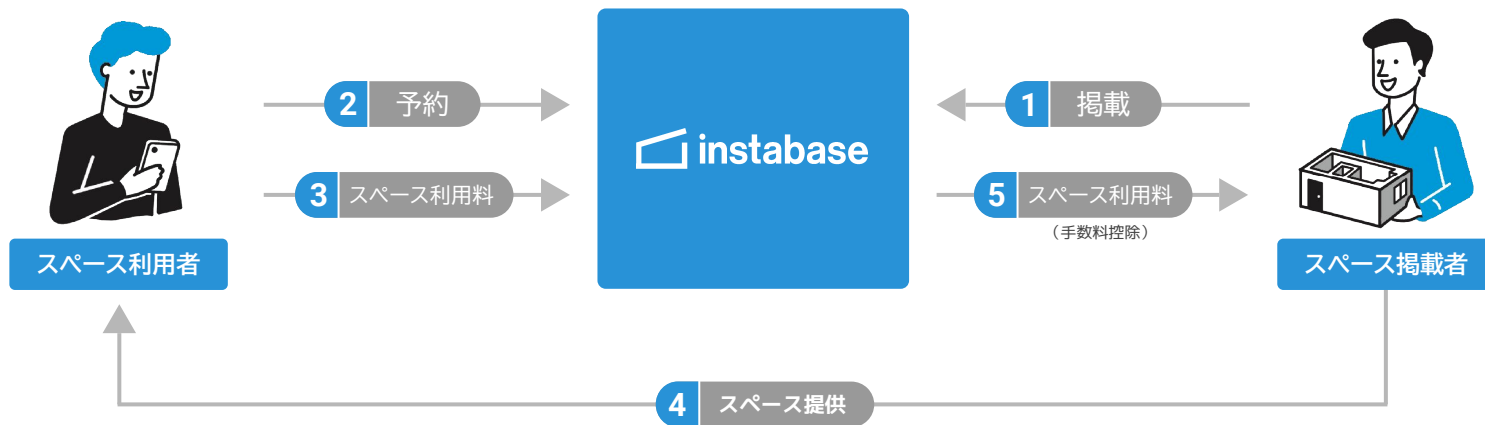 2 予約
1 掲載
instabase
3 スペース利用料
5 スペース利用料
（手数料控除）
スペース利用者
スペース掲載者
4 スペース提供